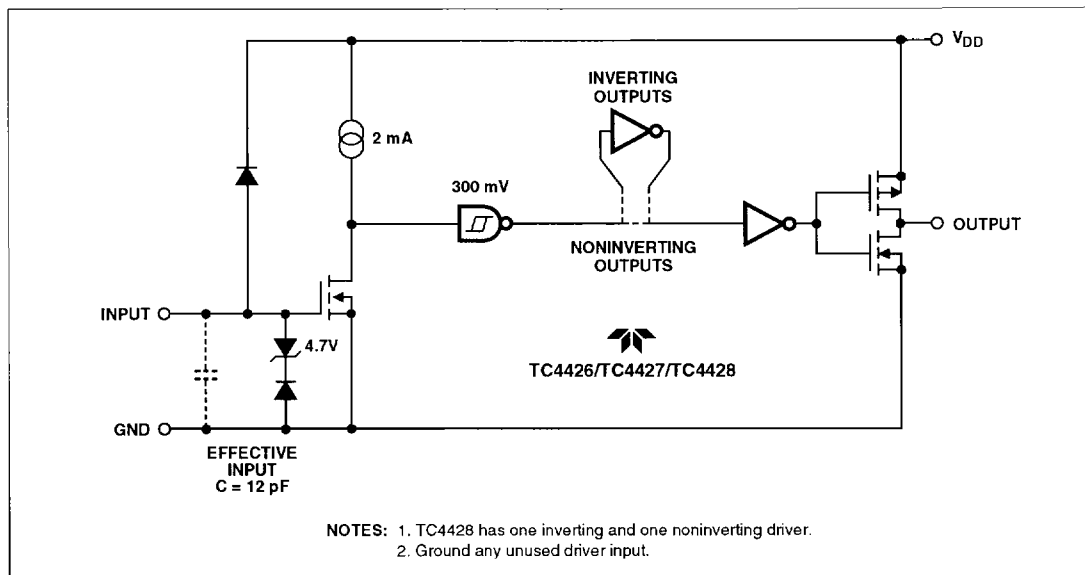 V_DD
INVERTING
OUTPUTS
2 mA
300 mV
NONINVERTING
OUTPUTS
OUTPUT
INPUT
4.7V
TC4426/TC4427/TC4428
GND
EFFECTIVE
INPUT
C = 12 pF
NOTES: 1. TC4428 has one inverting and one noninverting driver.
2. Ground any unused driver input.